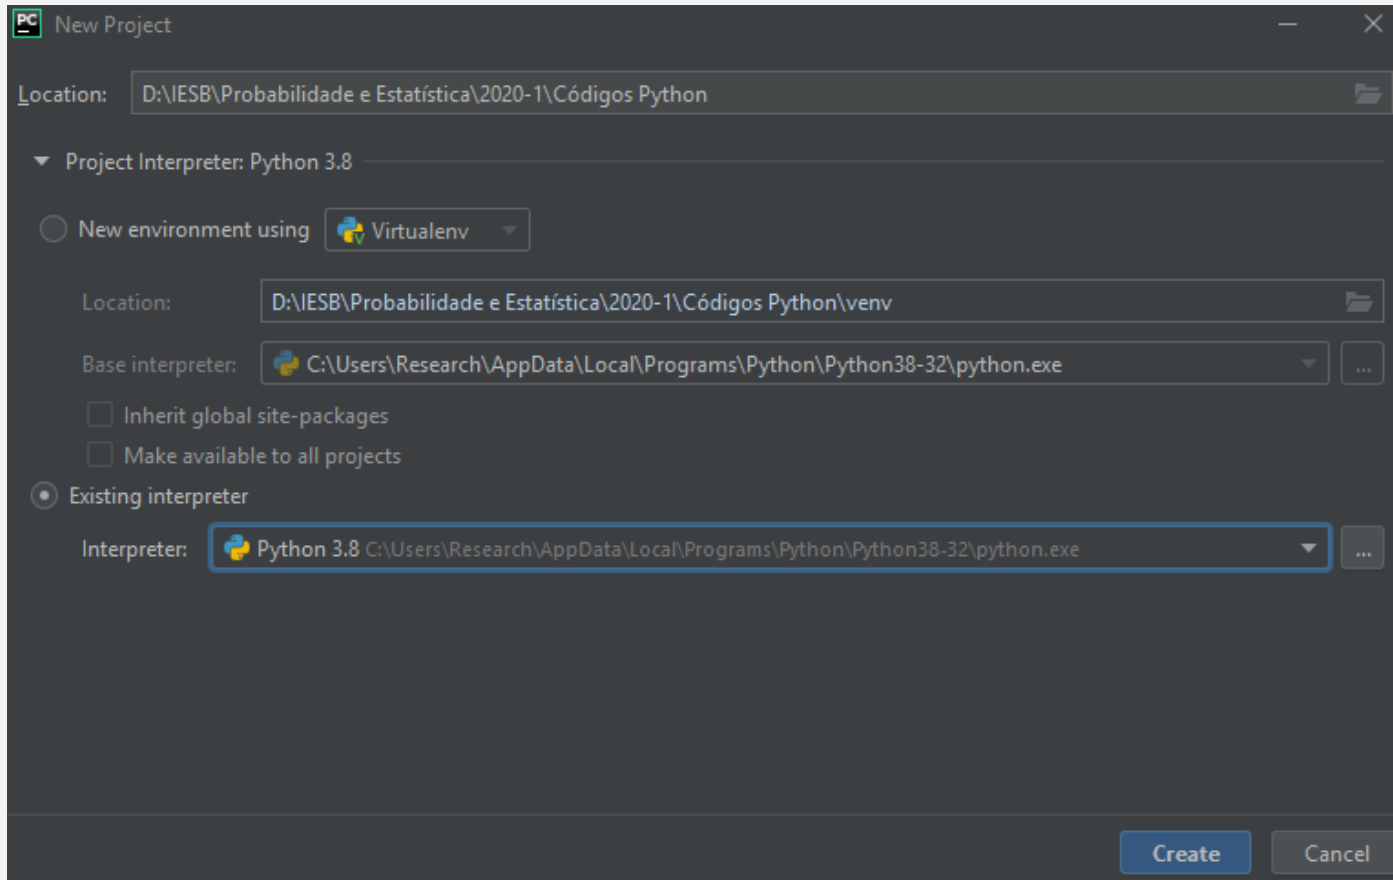 PC New Project
Location: D:\IESB\Probabilidade e Estatística\2020-1\Códigos Python
Project Interpreter: Python 3.8
New environment using Virtualenv
Location: D:\IESB\Probabilidade e Estatística\2020-1\Códigos Python\venv
Base interpreter: C:\Users\Research\AppData\Local\Programs\Python\Python38-32\python.exe ...
Inherit global site-packages
Make available to all projects
Existing interpreter
Interpreter: Python 3.8 C:\Users\Research\AppData\Local\Programs\Python\Python38-32\python.exe ...
Create Cancel